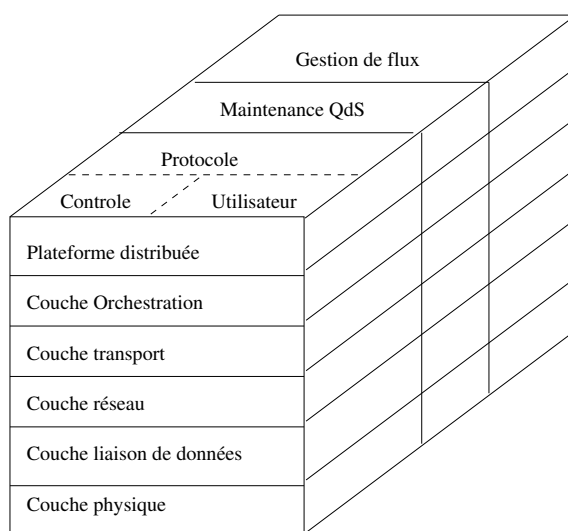 Gestion de flux
Maintenance QdS
Protocole
Controle
Utilisateur
Plateforme distribuée
Couche Orchestration
Couche transport
Couche réseau
Couche liaison de données
Couche physique